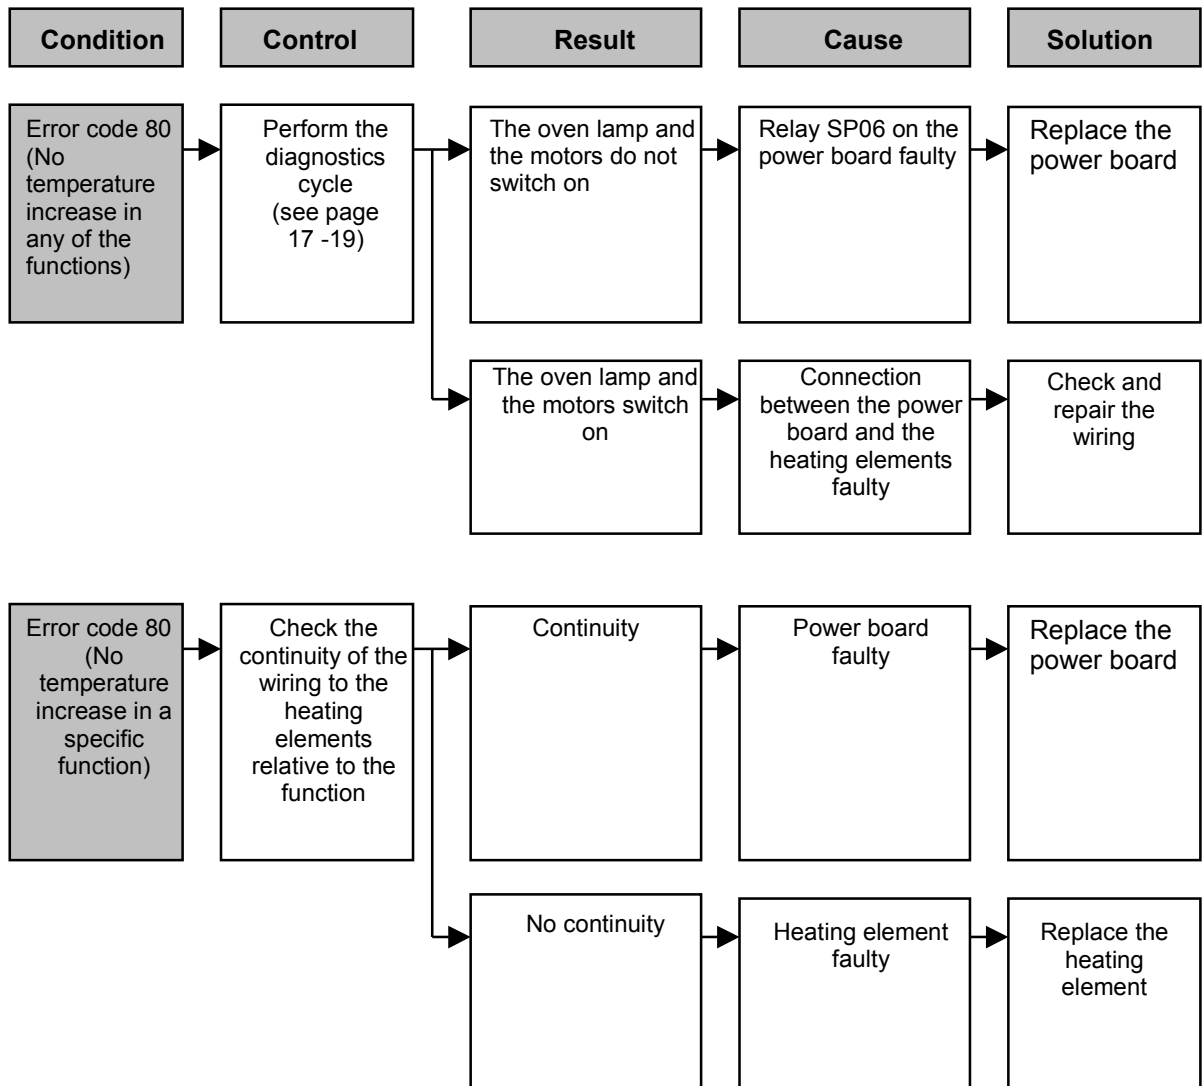 Condition
Control
Result
Cause
Solution
Error code 80
(No
temperature
increase in
any of the
functions)
Perform the
diagnostics
cycle
(see page
17 -19)
The oven lamp and
the motors do not
switch on
Relay SP06 on the
power board faulty
Replace the
power board
The oven lamp and
the motors switch
on
Connection
between the power
board and the
heating elements
faulty
Check and
repair the
wiring
Error code 80
(No
temperature
increase in a
specific
function)
Check the
continuity of the
wiring to the
heating
elements
relative to the
function
Continuity
Power board
faulty
Replace the
power board
No continuity
Heating element
faulty
Replace the
heating
element